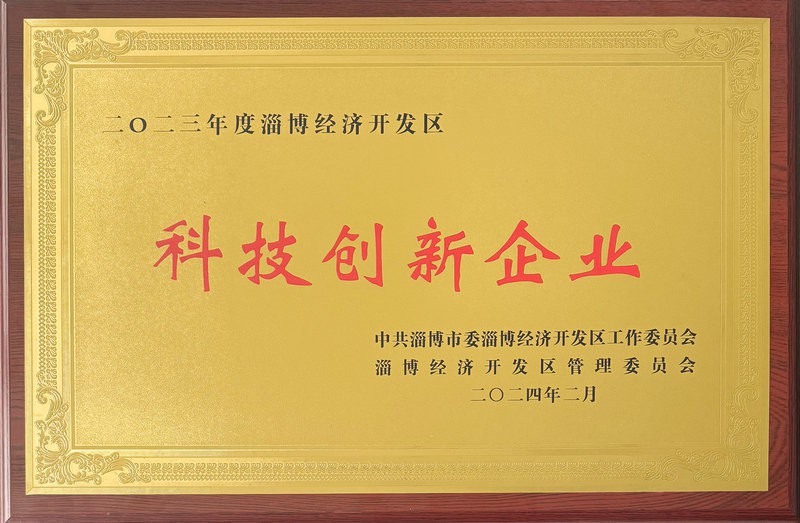 二〇二三年度淄博经济开发区
科技创新企业
中共淄博市委淄博经济开发区工作委员会
淄博经济开发区管理委员会
二〇二四年二月